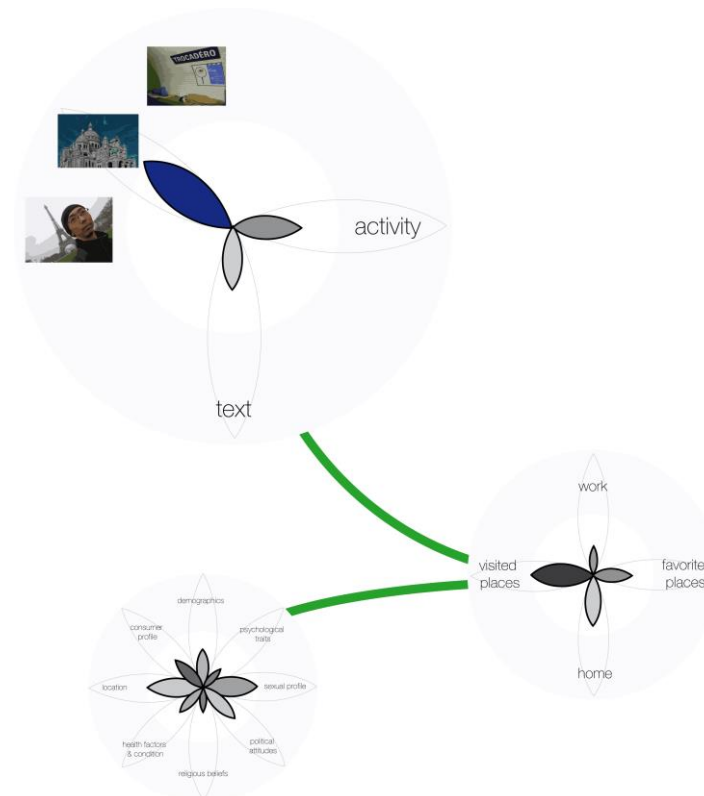 TROCADÉRO
activity
text
work
visited
places
favorite
places
home
demographics
consumer
profile
psychological
traits
location
sexual profile
health factors
& condition
political
attitudes
religious beliefs